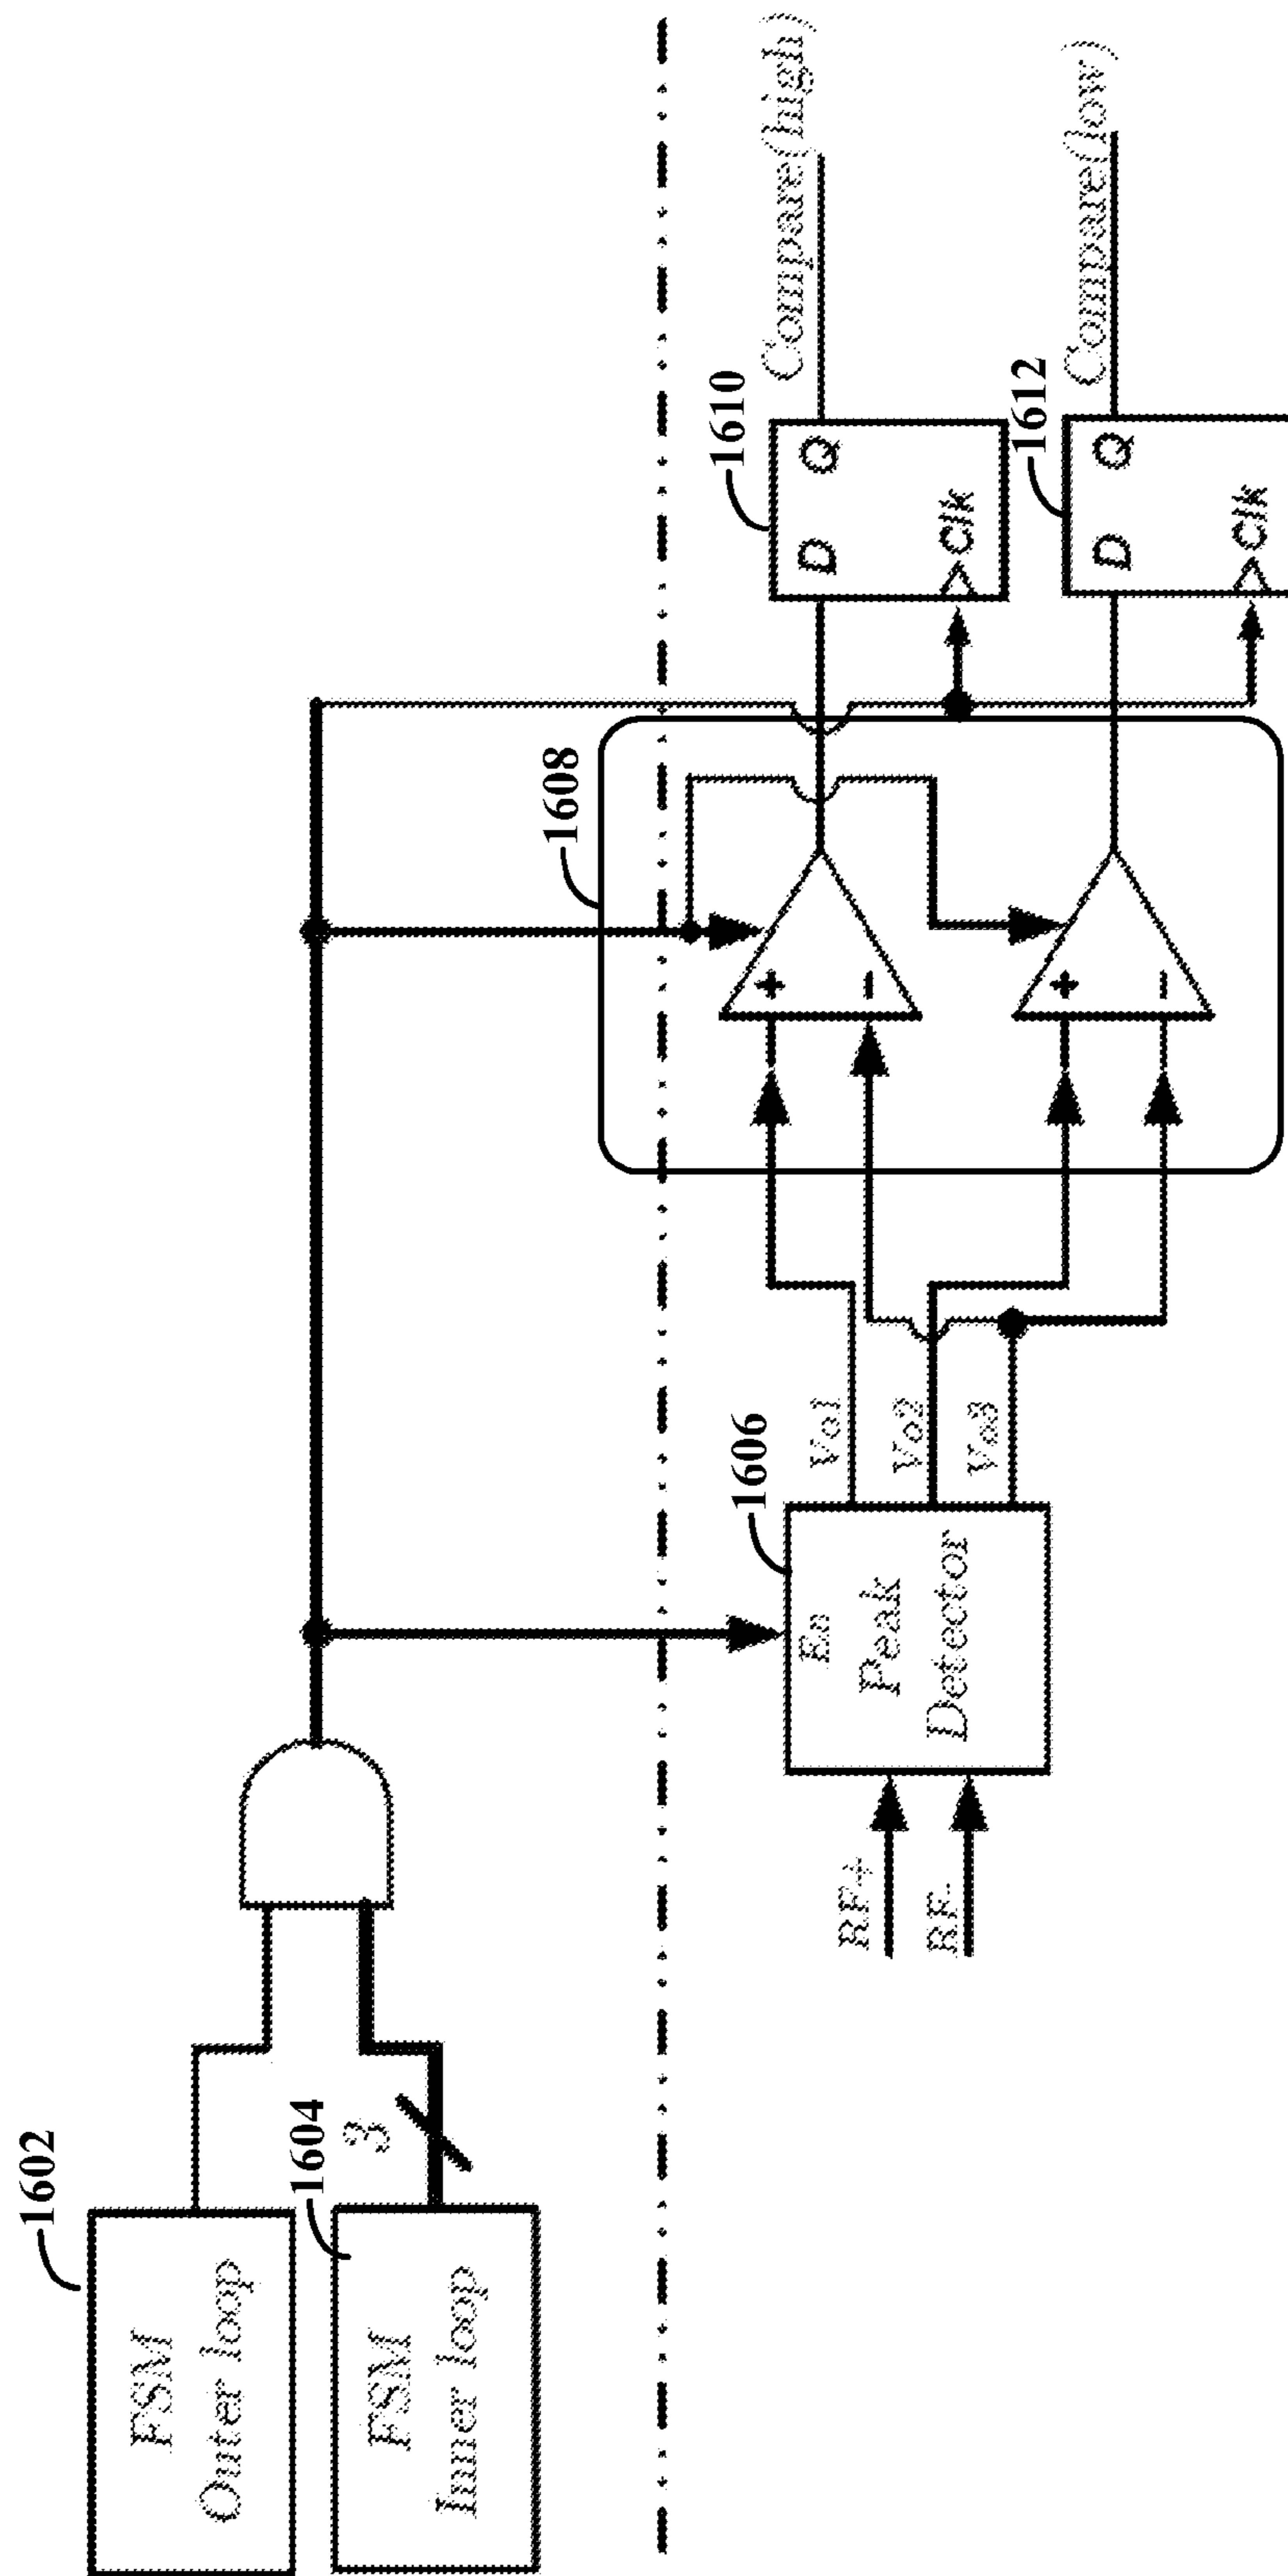 1602
FSM
Outer loop
1604
FSM
Inner loop
3
1606
En
Peak
Detector
RF+
RF-
Vo1
Vo2
Vo3
1608
+
-
+
-
1610
D
Q
Clk
Compare(high)
1612
D
Q
Clk
Compare(low)